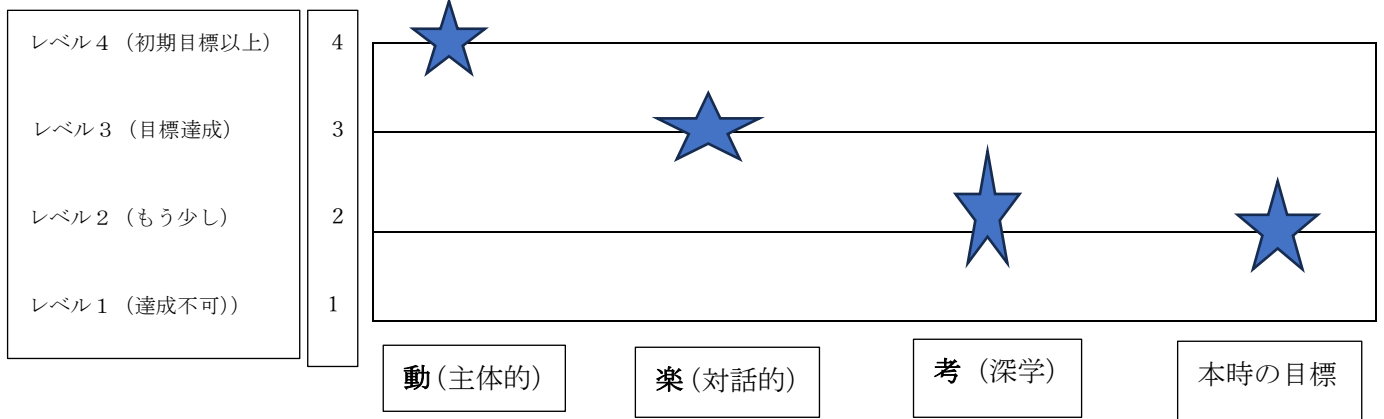 レベル４（初期目標以上） 4
レベル３（目標達成） 3
レベル２（もう少し） 2
レベル１（達成不可)） 1
動(主体的) 楽(対話的) 考（深学） 本時の目標